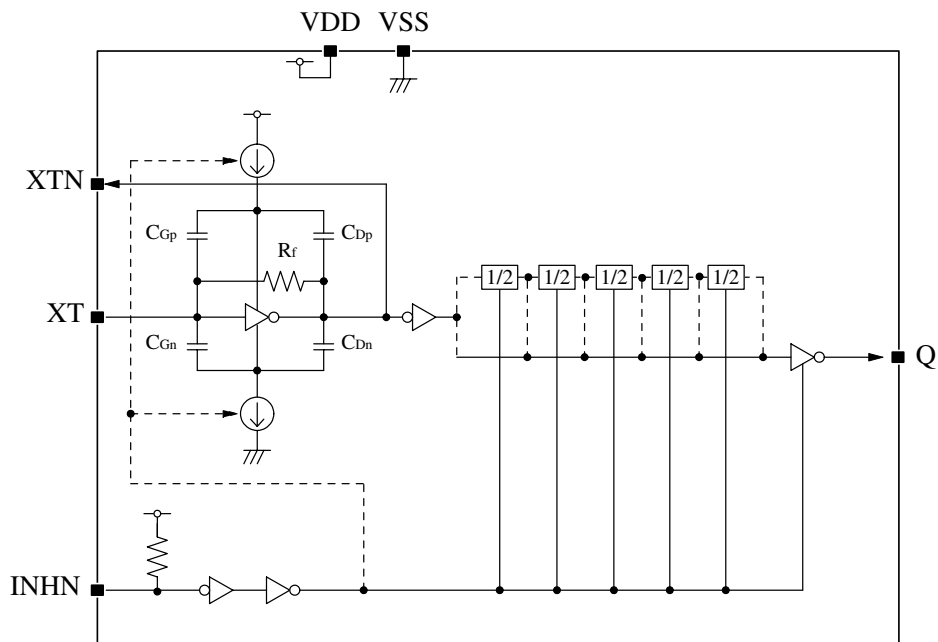 VDD VSS
XTN
CGp CDp
Rf
1/2 1/2 1/2 1/2 1/2
XT
CGn CDn
Q
INHN